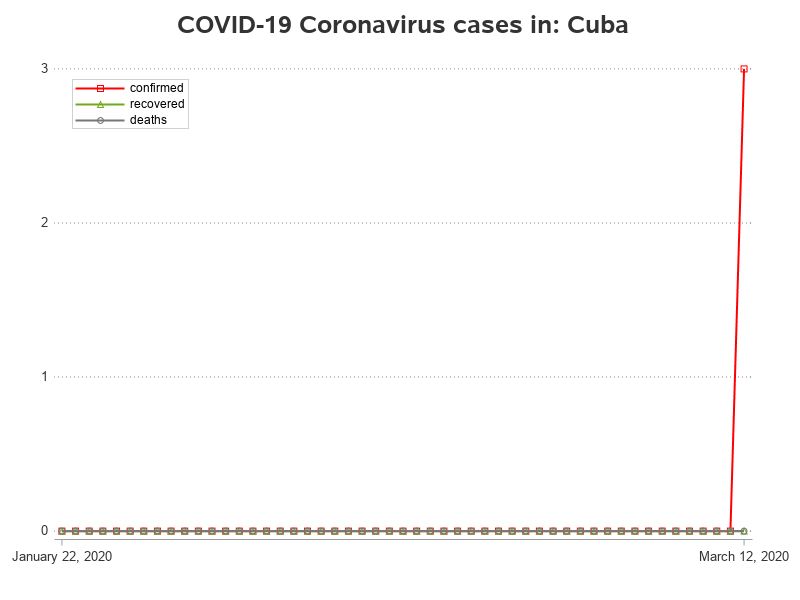 COVID-19 Coronavirus cases in: Cuba
3
confirmed
recovered
deaths
2
1
0
January 22, 2020
March 12, 2020